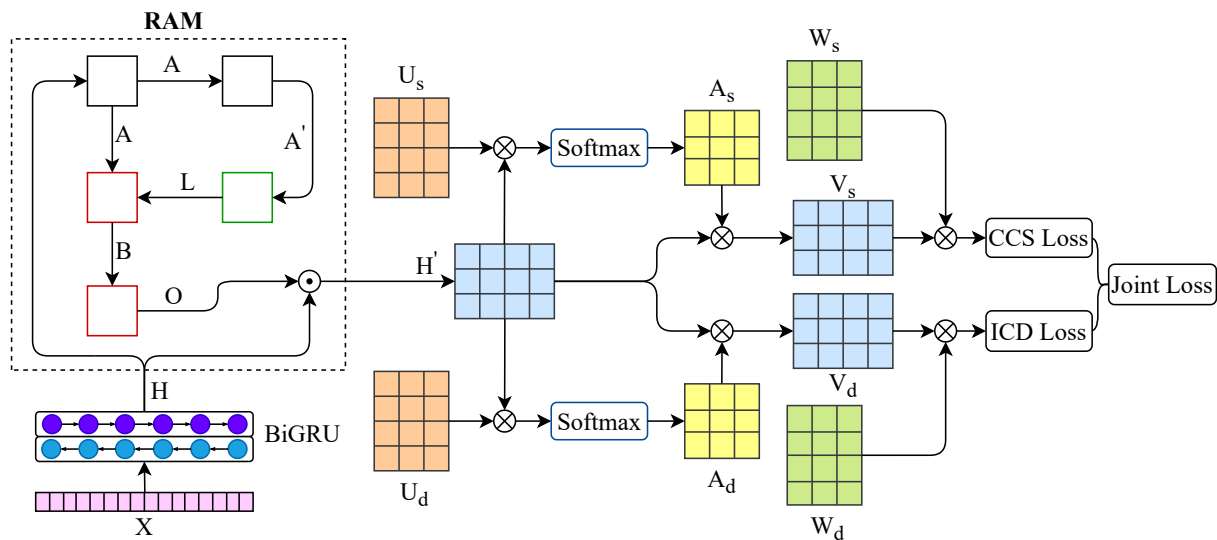 RAM
A
A
A'
L
B
O
H
BiGRU
X
H'
U_s
U_d
Softmax
Softmax
A_s
A_d
W_s
V_s
V_d
W_d
CCS Loss
ICD Loss
Joint Loss